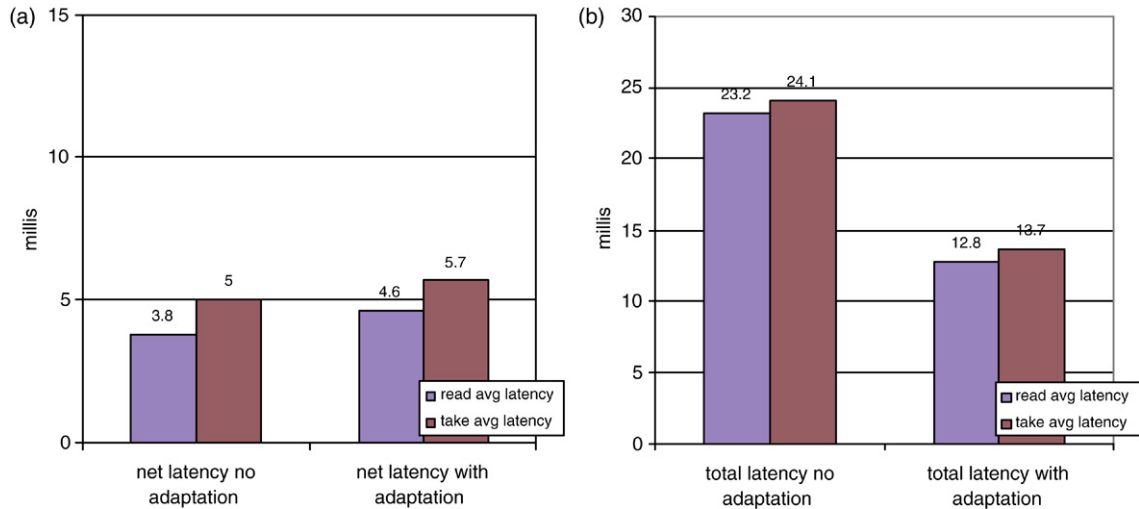 (a)
15
10
5
0
millis
3.8
5
4.6
5.7
read avg latency
take avg latency
net latency no
adaptation
net latency with
adaptation
(b)
30
25
20
15
10
5
0
millis
23.2
24.1
12.8
13.7
read avg latency
take avg latency
total latency no
adaptation
total latency with
adaptation